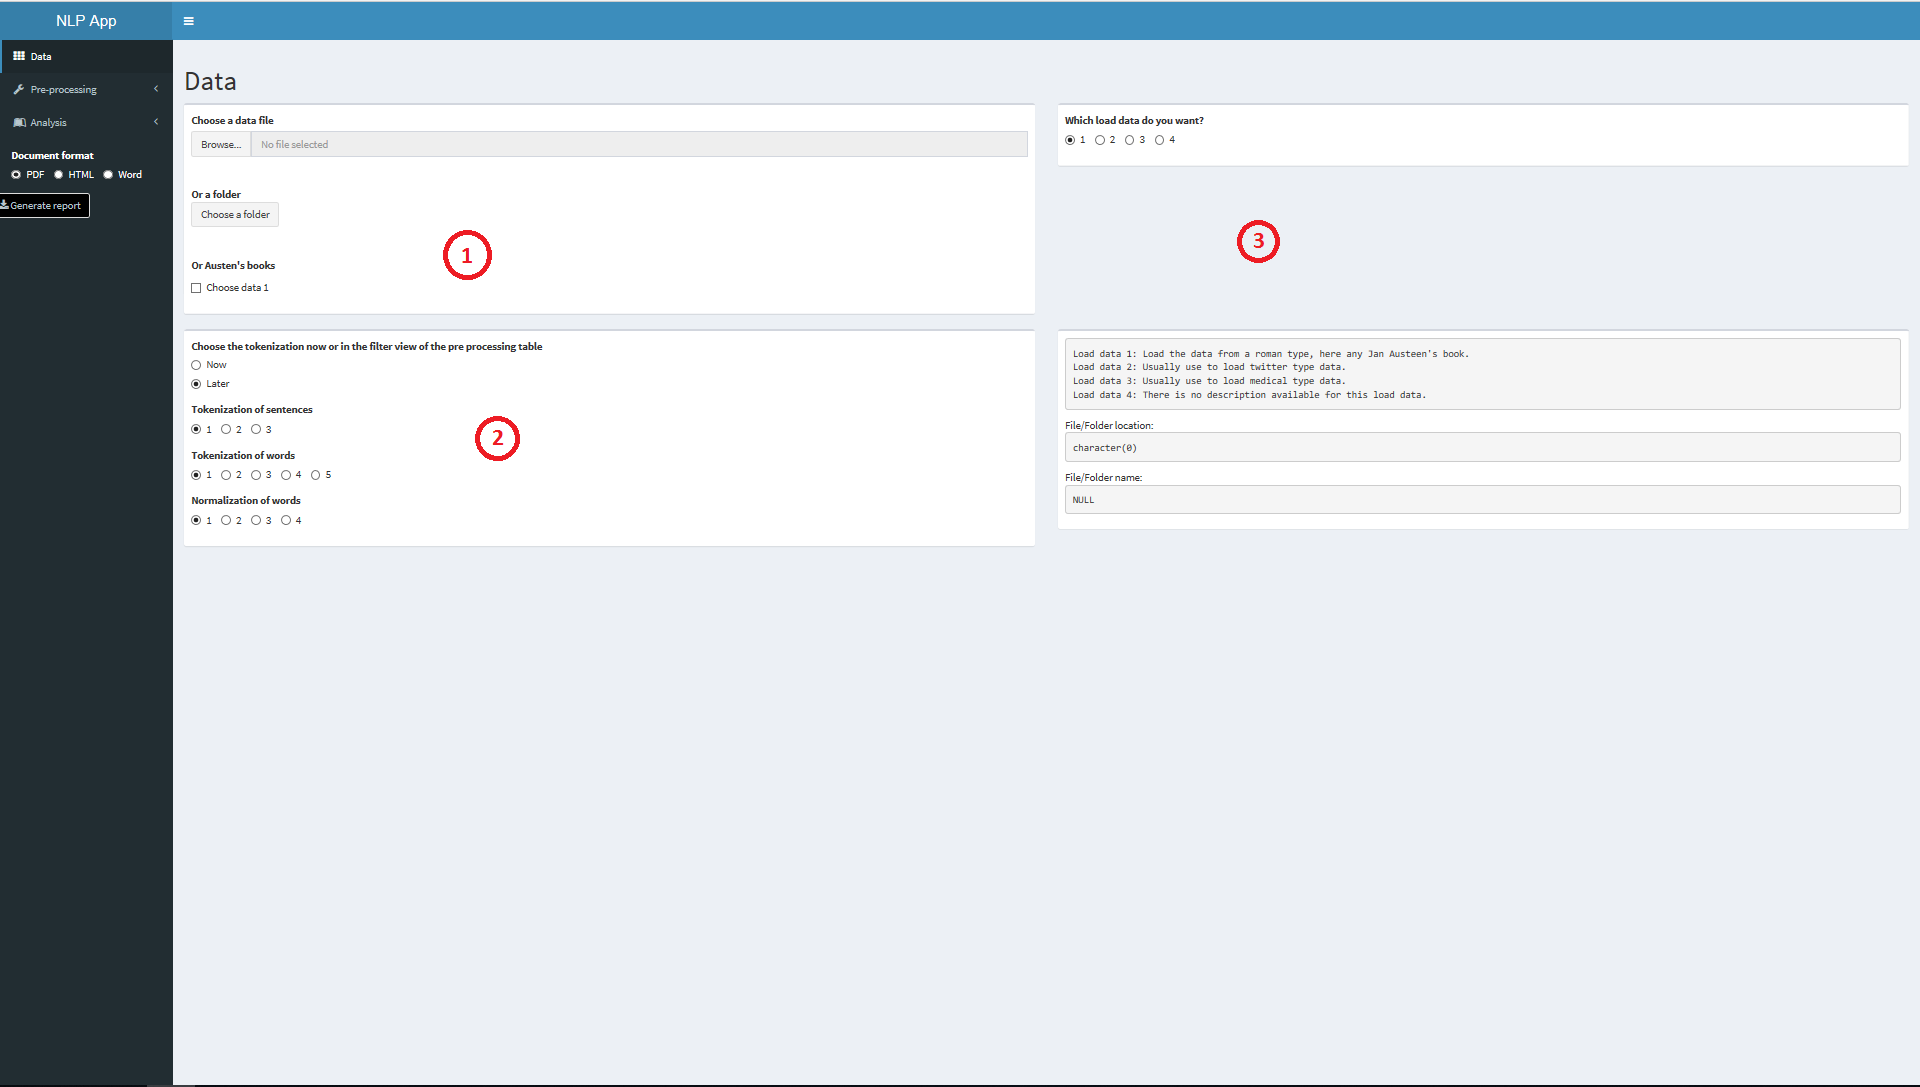 NLP App
Data
Pre-processing
Analysis
Document format
PDF HTML Word
Generate report
Data
Choose a data file
Browse... No file selected
Or a folder
Choose a folder
1
Or Austen's books
Choose data 1
Which load data do you want?
1 2 3 4
3
Choose the tokenization now or in the filter view of the pre processing table
Now
Later
Tokenization of sentences
1 2 3
2
Tokenization of words
1 2 3 4 5
Normalization of words
1 2 3 4
Load data 1: Load the data from a roman type, here any Jan Austeen's book.
Load data 2: Usually use to load twitter type data.
Load data 3: Usually use to load medical type data.
Load data 4: There is no description available for this load data.
File/Folder location:
character(0)
File/Folder name:
NULL